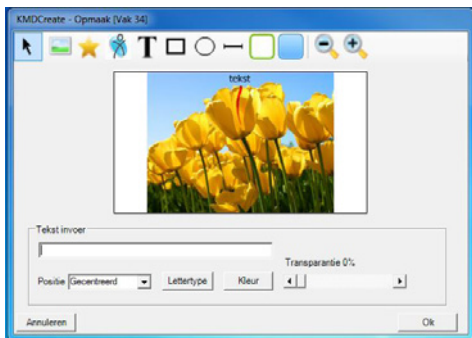 KMDCreate - Opmaak [Vak 34]
T
tekst
Tekst invoer
Transparantie 0%
Positie Gecentreerd Lettertype Kleur
Annuleren Ok